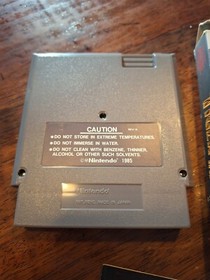 CAUTION
●DO NOT STORE IN EXTREME TEMPERATURES.
●DO NOT IMMERSE IN WATER.
●DO NOT CLEAN WITH BENZENE, THINNER,
ALCOHOL OR OTHER SUCH SOLVENTS.
Nintendo 1985
Nintendo